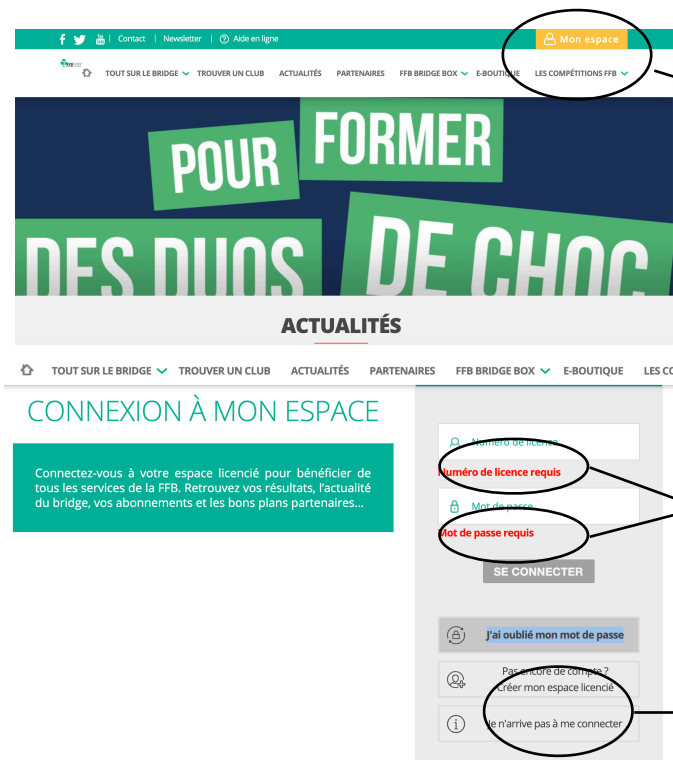 Contact | Newsletter | Aide en ligne
Mon espace
TOUT SUR LE BRIDGE TROUVER UN CLUB ACTUALITÉS PARTENAIRES FFB BRIDGE BOX E-BOUTIQUE LES COMPÉTITIONS FFB
POUR FORMER
DES DUOS DE CHOC
ACTUALITÉS
TOUT SUR LE BRIDGE TROUVER UN CLUB ACTUALITÉS PARTENAIRES FFB BRIDGE BOX E-BOUTIQUE LES CO
CONNEXION À MON ESPACE
Connectez-vous à votre espace licencié pour bénéficier de
tous les services de la FFB. Retrouvez vos résultats, l'actualité
du bridge, vos abonnements et les bons plans partenaires...
Numéro de licence
Numéro de licence requis
Mot de passe
Mot de passe requis
SE CONNECTER
J'ai oublié mon mot de passe
Pas encore de compte ?
Créer mon espace licencié
Je n'arrive pas à me connecter